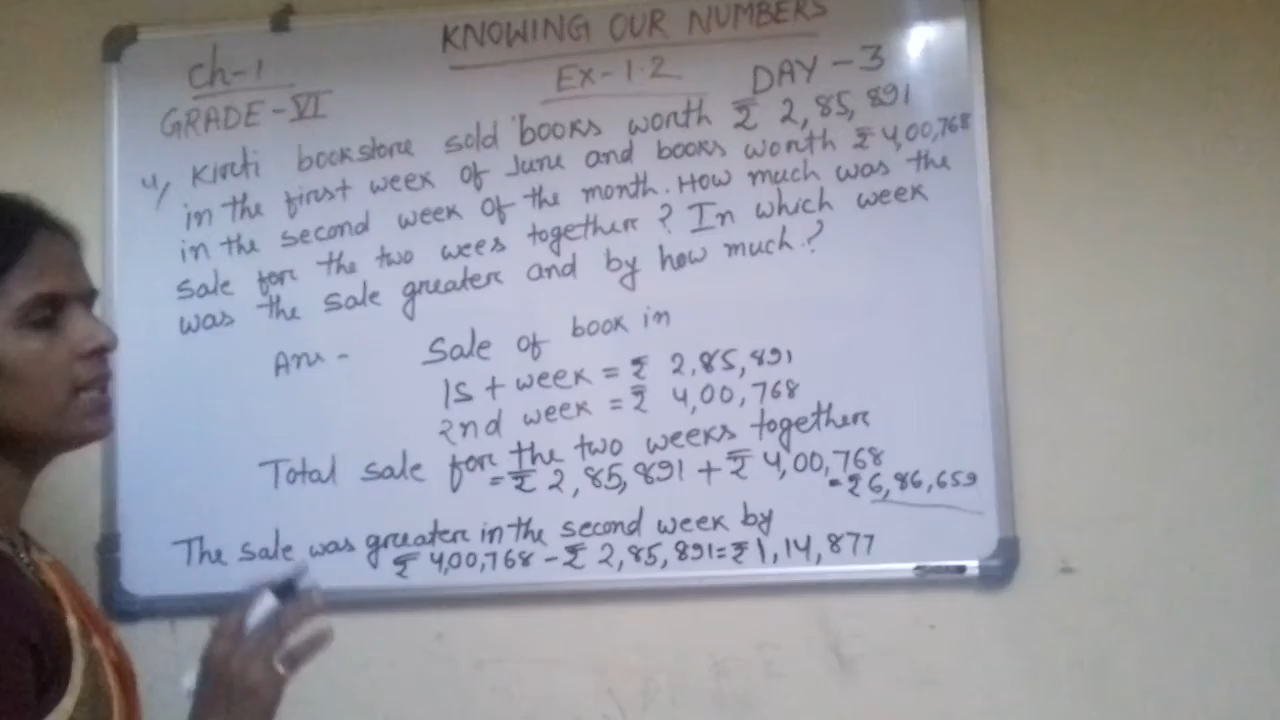 KNOWING OUR NUMBERS
Ch-1
EX-1.2
DAY-3
GRADE-VI
4) Kirti bookstore sold books worth ₹ 2,85,891
in the first week of June and books worth ₹ 4,00,768
in the second week of the month. How much was the
sale for the two wees together? In which week
was the sale greater and by how much.?
Ans - Sale of book in
1st week = ₹ 2,85,891
2nd week = ₹ 4,00,768
Total sale for the two weeks together
= ₹ 2,85,891 + ₹ 4,00,768
= ₹6,86,659
The sale was greater in the second week by
₹ 4,00,768 - ₹ 2,85,891 = ₹1,14,877